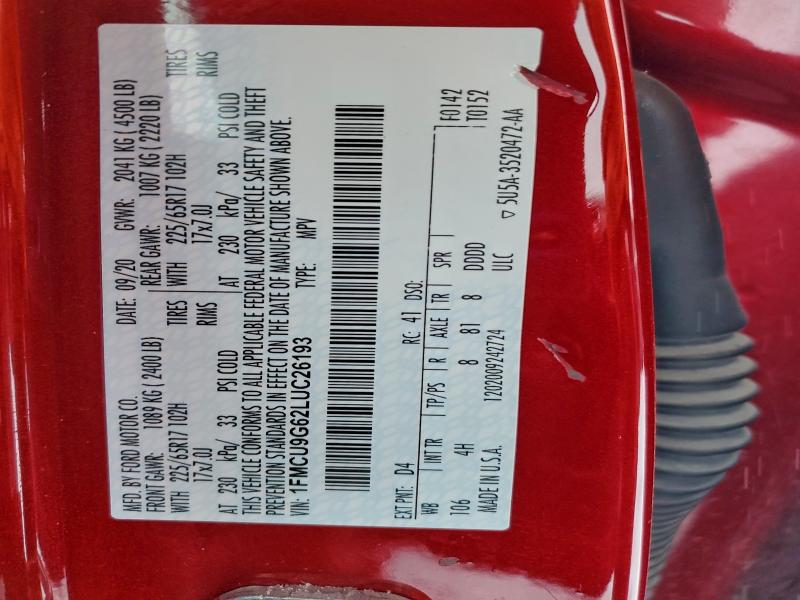 MFD. BY FORD MOTOR CO. DATE: 09/20 GVWR: 2041 KG ( 4500 LB)
FRONT GAWR: 1089 KG ( 2400 LB) REAR GAWR: 1007 KG ( 2220 LB)
WITH 225/65R17 102H TIRES WITH 225/65R17 102H TIRES
17x7.0J RIMS 17x7.0J RIMS
AT 230 kPa/ 33 PSI COLD AT 230 kPa/ 33 PSI COLD
THIS VEHICLE CONFORMS TO ALL APPLICABLE FEDERAL MOTOR VEHICLE SAFETY AND THEFT
PREVENTION STANDARDS IN EFFECT ON THE DATE OF MANUFACTURE SHOWN ABOVE.
VIN: 1FMCU9G62LUC26193 TYPE: MPV
EXT PNT: D4 RC: 41 DSO: F0142
WB INT TR TP/PS R AXLE TR SPR T0152
106 4H 8 81 8 DDDD
MADE IN U.S.A. 1202009242724 ULC
▽ 5U5A-3520472-AA